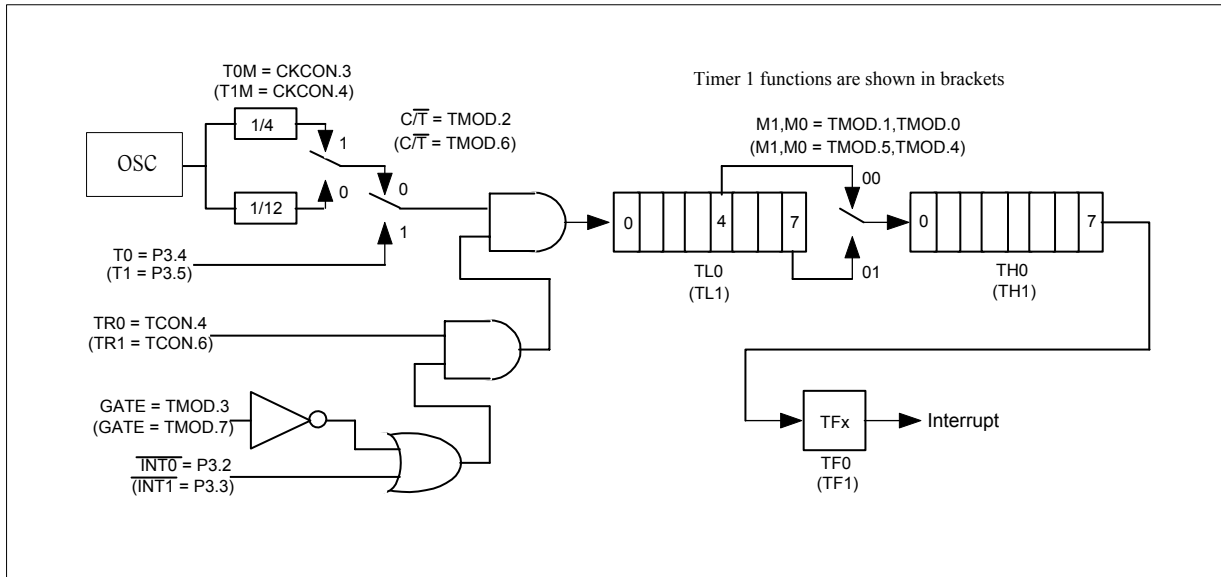 T0M = CKCON.3
(T1M = CKCON.4)
Timer 1 functions are shown in brackets
C/T̅ = TMOD.2
(C/T̅ = TMOD.6)
M1,M0 = TMOD.1,TMOD.0
(M1,M0 = TMOD.5,TMOD.4)
OSC
1/4
1
0
1/12
0
1
00
01
0
4
7
0
7
T0 = P3.4
(T1 = P3.5)
TL0
(TL1)
TH0
(TH1)
TR0 = TCON.4
(TR1 = TCON.6)
GATE = TMOD.3
(GATE = TMOD.7)
I̅N̅T̅0̅ = P3.2
(I̅N̅T̅1̅ = P3.3)
TFx
Interrupt
TF0
(TF1)